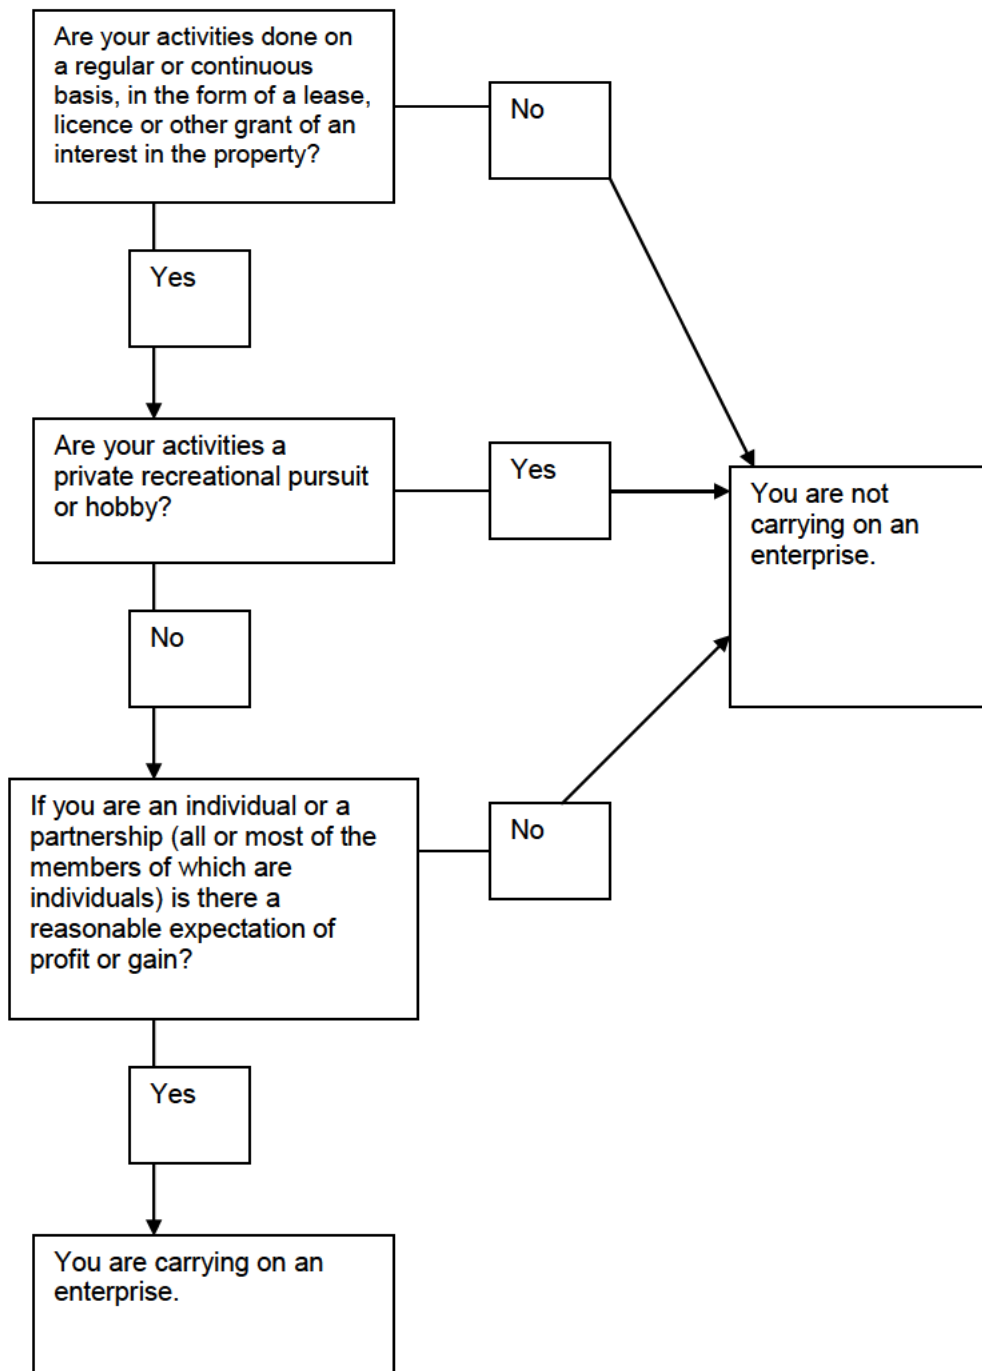 Are your activities done on
a regular or continuous
basis, in the form of a lease,
licence or other grant of an
interest in the property?
No
Yes
Are your activities a
private recreational pursuit
or hobby?
Yes
You are not
carrying on an
enterprise.
No
If you are an individual or a
partnership (all or most of the
members of which are
individuals) is there a
reasonable expectation of
profit or gain?
No
Yes
You are carrying on an
enterprise.